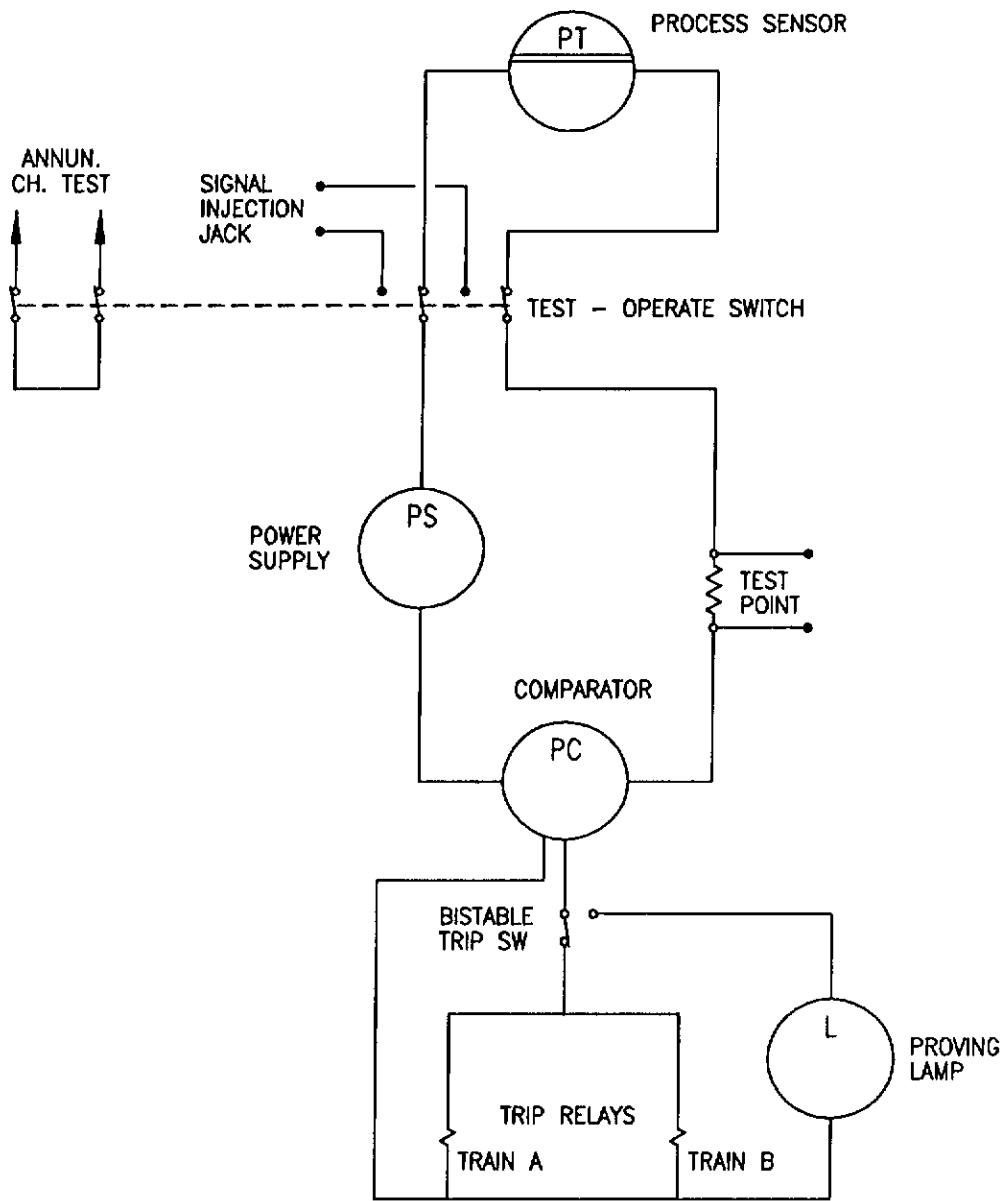 PT
PROCESS SENSOR
ANNUN.
CH. TEST
SIGNAL
INJECTION
JACK
TEST – OPERATE SWITCH
PS
POWER
SUPPLY
TEST
POINT
COMPARATOR
PC
BISTABLE
TRIP SW
L
PROVING
LAMP
TRIP RELAYS
TRAIN A
TRAIN B